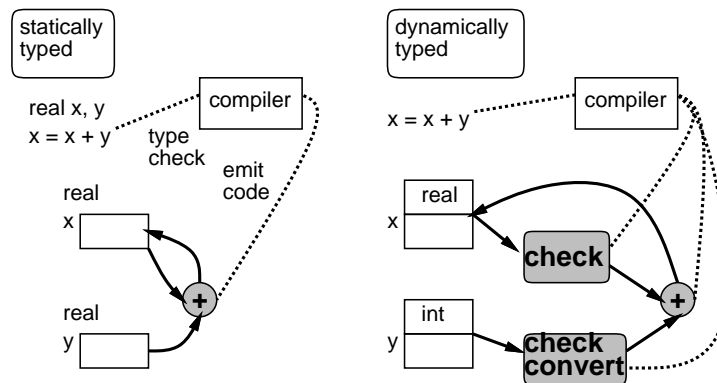 statically
typed
real x, y
x = x + y
compiler
type
check
emit
code
real
x
+
real
y
dynamically
typed
x = x + y
compiler
real
x
check
+
int
y
check
convert